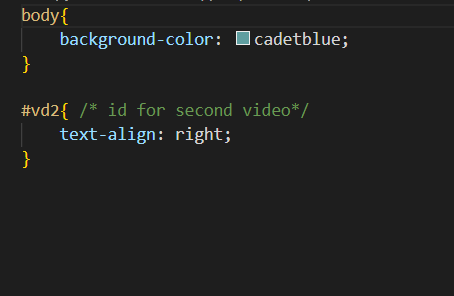 body{
    background-color: cadetblue;
}
#vd2{ /* id for second video*/
    text-align: right;
}